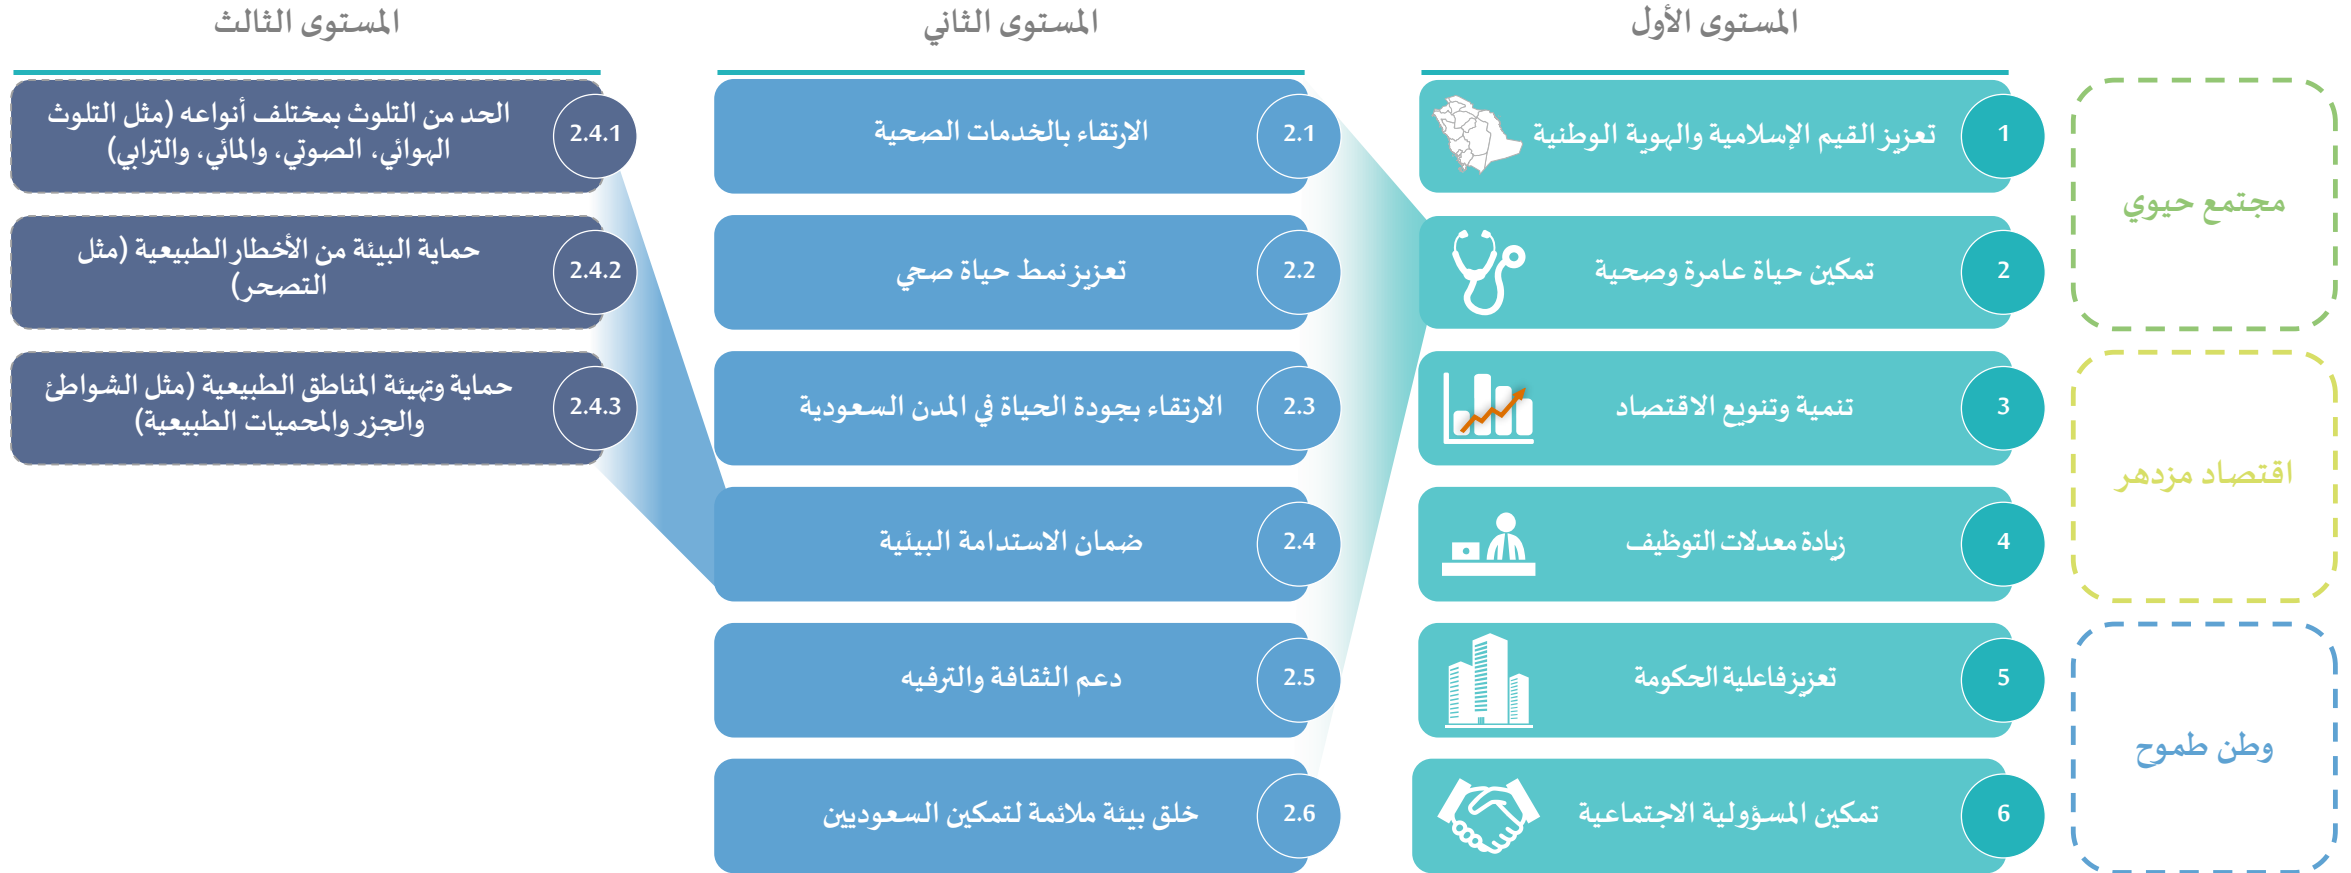 المستوى الأول
المستوى الثاني
المستوى الثالث
مجتمع حيوي
اقتصاد مزدهر
وطن طموح
1
تعزيز القيم الإسلامية والهوية الوطنية
2
تمكين حياة عامرة وصحية
3
تنمية وتنويع الاقتصاد
4
زيادة معدلات التوظيف
5
تعزيز فاعلية الحكومة
6
تمكين المسؤولية الاجتماعية
2.1
الارتقاء بالخدمات الصحية
2.2
تعزيز نمط حياة صحي
2.3
الارتقاء بجودة الحياة في المدن السعودية
2.4
ضمان الاستدامة البيئية
2.5
دعم الثقافة والترفيه
2.6
خلق بيئة ملائمة لتمكين السعوديين
2.4.1
الحد من التلوث بمختلف أنواعه (مثل التلوث
الهوائي، الصوتي، والمائي، والترابي)
2.4.2
حماية البيئة من الأخطار الطبيعية (مثل
التصحر)
2.4.3
حماية وتهيئة المناطق الطبيعية (مثل الشواطئ
والجزر والمحميات الطبيعية)